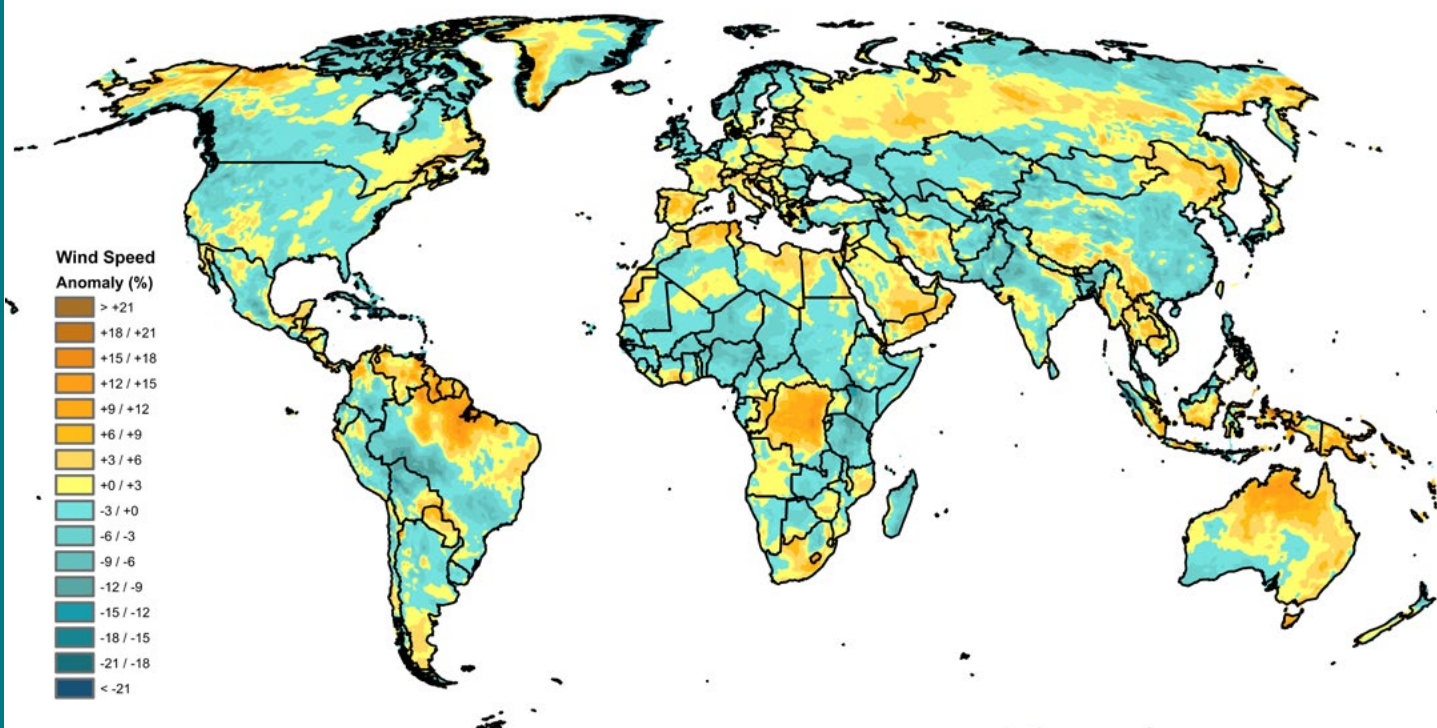 Wind Speed
Anomaly (%)
> +21
+18 / +21
+15 / +18
+12 / +15
+9 / +12
+6 / +9
+3 / +6
+0 / +3
-3 / +0
-6 / -3
-9 / -6
-12 / -9
-15 / -12
-18 / -15
-21 / -18
< -21